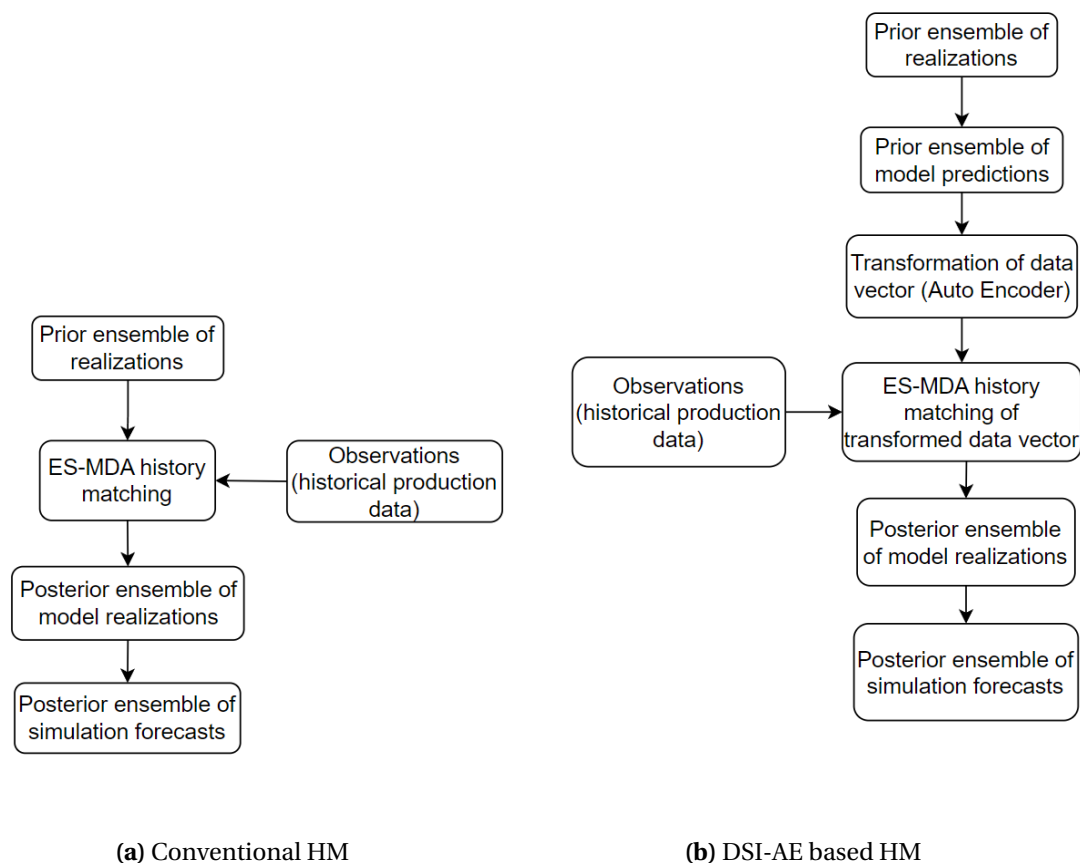 Prior ensemble of
realizations
ES-MDA history
matching
Observations
(historical production
data)
Posterior ensemble of
model realizations
Posterior ensemble of
simulation forecasts
(a) Conventional HM
Prior ensemble of
realizations
Prior ensemble of
model predictions
Transformation of data
vector (Auto Encoder)
Observations
(historical production
data)
ES-MDA history
matching of
transformed data vector
Posterior ensemble
of model realizations
Posterior ensemble of
simulation forecasts
(b) DSI-AE based HM